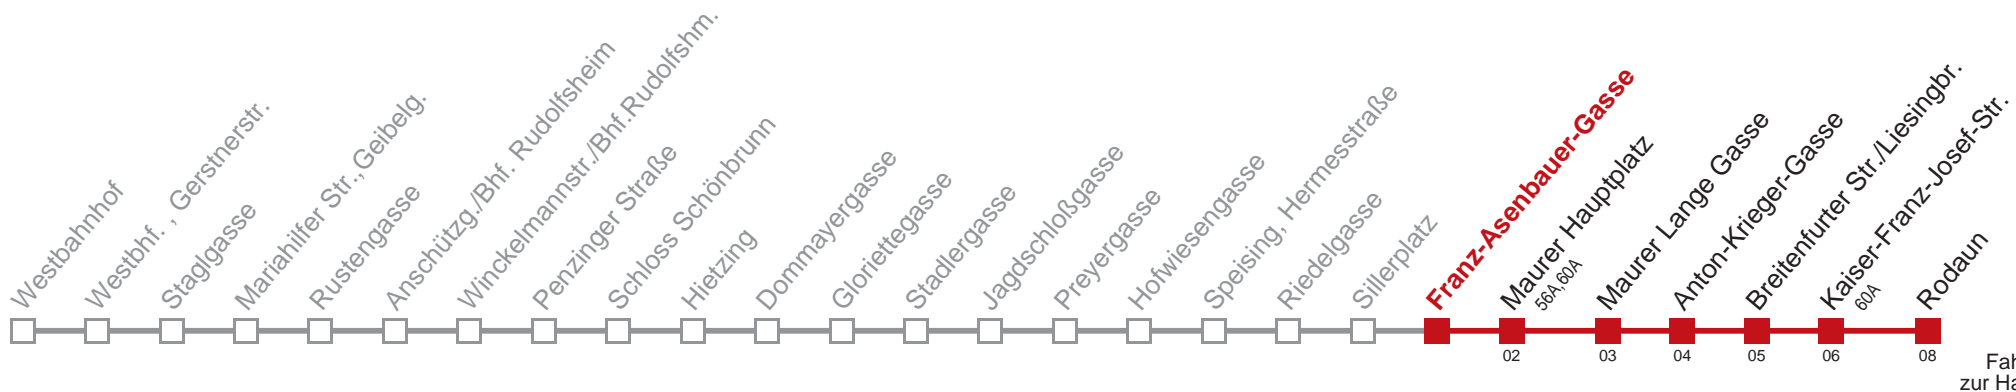 Westbahnhof
Westbhf. , Gerstnerstr.
Staglgasse
Mariahilfer Str.,Geibelg.
Rustengasse
Anschützg./Bhf. Rudolfsheim
Winckelmannstr./Bhf.Rudolfshm.
Penzinger Straße
Schloss Schönbrunn
Hietzing
Dommayergasse
Gloriettegasse
Stadlergasse
Jagdschloßgasse
Preyergasse
Hofwiesengasse
Speising, Hermesstraße
Riedelgasse
Sillerplatz
Franz-Asenbauer-Gasse
Maurer Hauptplatz
56A,60A
Maurer Lange Gasse
Anton-Krieger-Gasse
Breitenfurter Str./Liesingbr.
Kaiser-Franz-Josef-Str.
60A
Rodaun
02
03
04
05
06
08
Fah
zur Ha